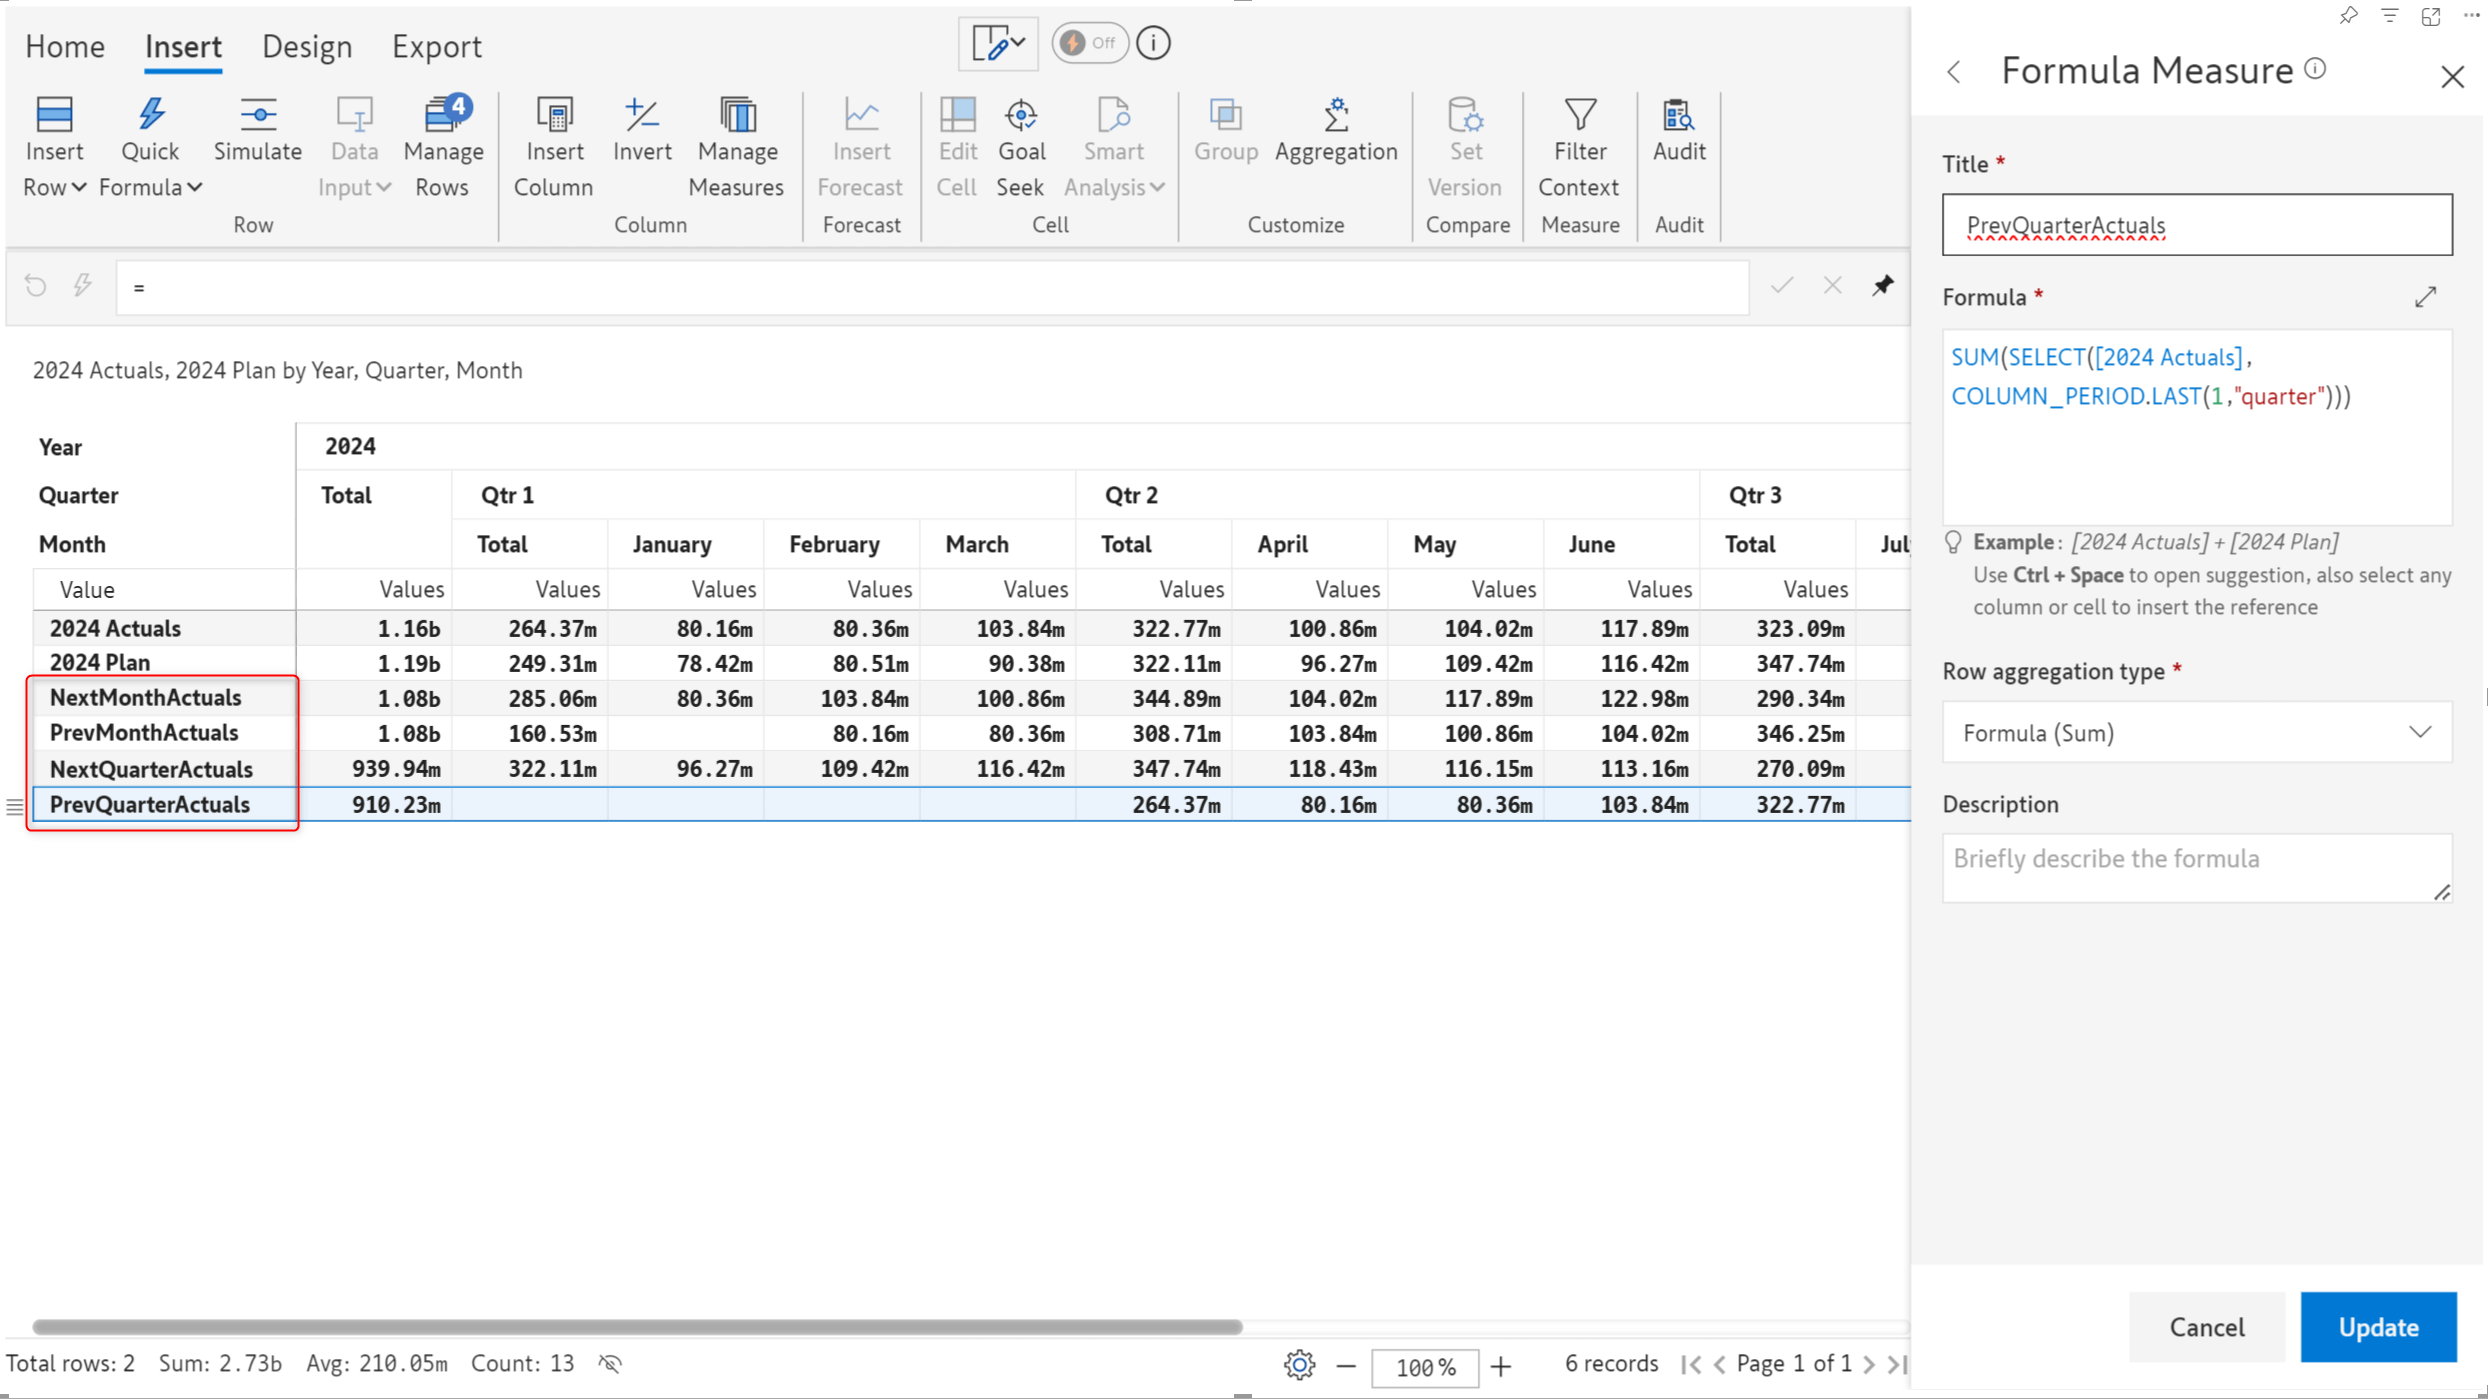 Home Insert Design Export Off
4
Insert Row Quick Formula Simulate Data Input Manage Rows Insert Column Invert Manage Measures Insert Forecast Edit Cell Goal Seek Smart Analysis Group Aggregation Set Version Filter Context Audit
Row Column Forecast Cell Customize Compare Measure Audit
=
2024 Actuals, 2024 Plan by Year, Quarter, Month
Year 2024
Quarter Total Qtr 1 Qtr 2 Qtr 3
Month Total January February March Total April May June Total
Value Values Values Values Values Values Values Values Values Values Values
2024 Actuals 1.16b 264.37m 80.16m 80.36m 103.84m 322.77m 100.86m 104.02m 117.89m 323.09m
2024 Plan 1.19b 249.31m 78.42m 80.51m 90.38m 322.11m 96.27m 109.42m 116.42m 347.74m
NextMonthActuals 1.08b 285.06m 80.36m 103.84m 100.86m 344.89m 104.02m 117.89m 122.98m 290.34m
PrevMonthActuals 1.08b 160.53m 80.16m 80.36m 308.71m 103.84m 100.86m 104.02m 346.25m
NextQuarterActuals 939.94m 322.11m 96.27m 109.42m 116.42m 347.74m 118.43m 116.15m 113.16m 270.09m
PrevQuarterActuals 910.23m 264.37m 80.16m 80.36m 103.84m 322.77m
Total rows: 2 Sum: 2.73b Avg: 210.05m Count: 13 100% 6 records Page 1 of 1
Formula Measure
Title *
PrevQuarterActuals
Formula *
SUM(SELECT([2024 Actuals],
COLUMN_PERIOD.LAST(1,"quarter")))
Example: [2024 Actuals] + [2024 Plan]
Use Ctrl + Space to open suggestion, also select any
column or cell to insert the reference
Row aggregation type *
Formula (Sum)
Description
Briefly describe the formula
Cancel Update